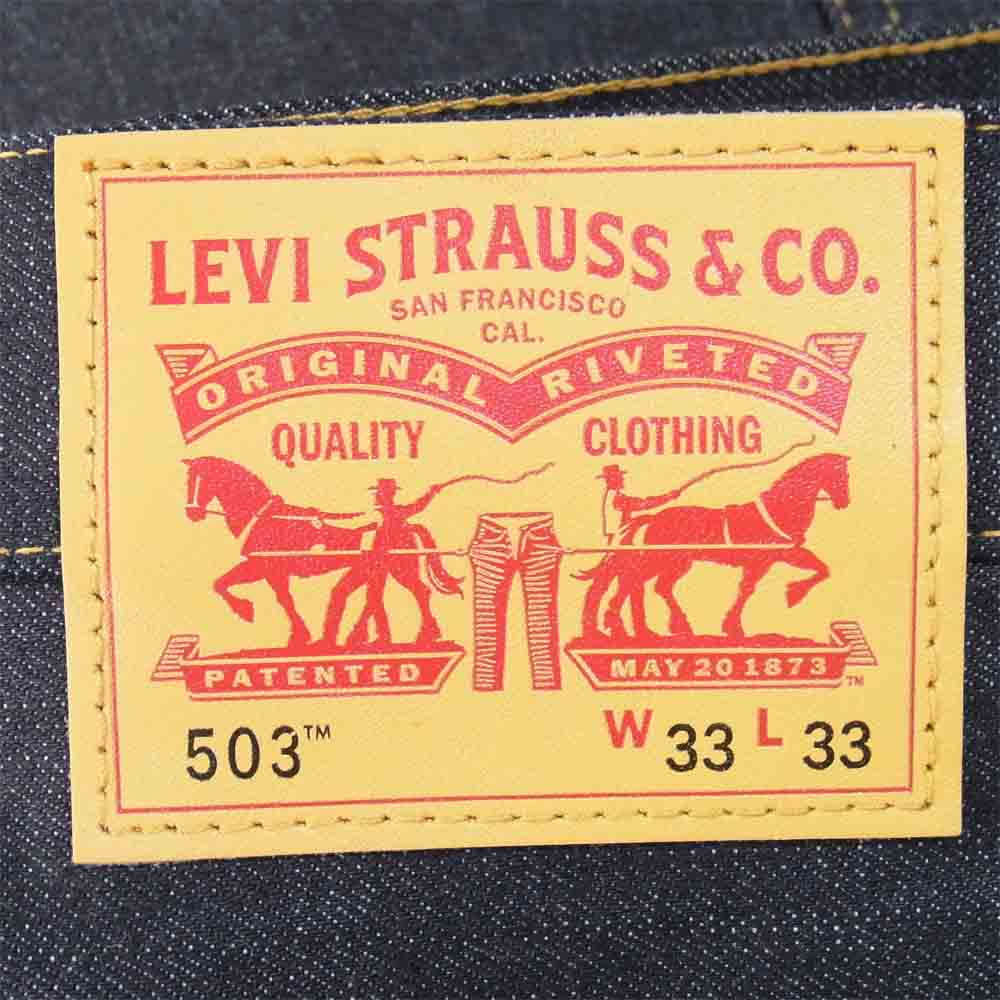 LEVI STRAUSS & CO.
SAN FRANCISCO
CAL.
ORIGINAL RIVETED
QUALITY CLOTHING
PATENTED MAY 20 1873 ™
503™ W 33 L 33